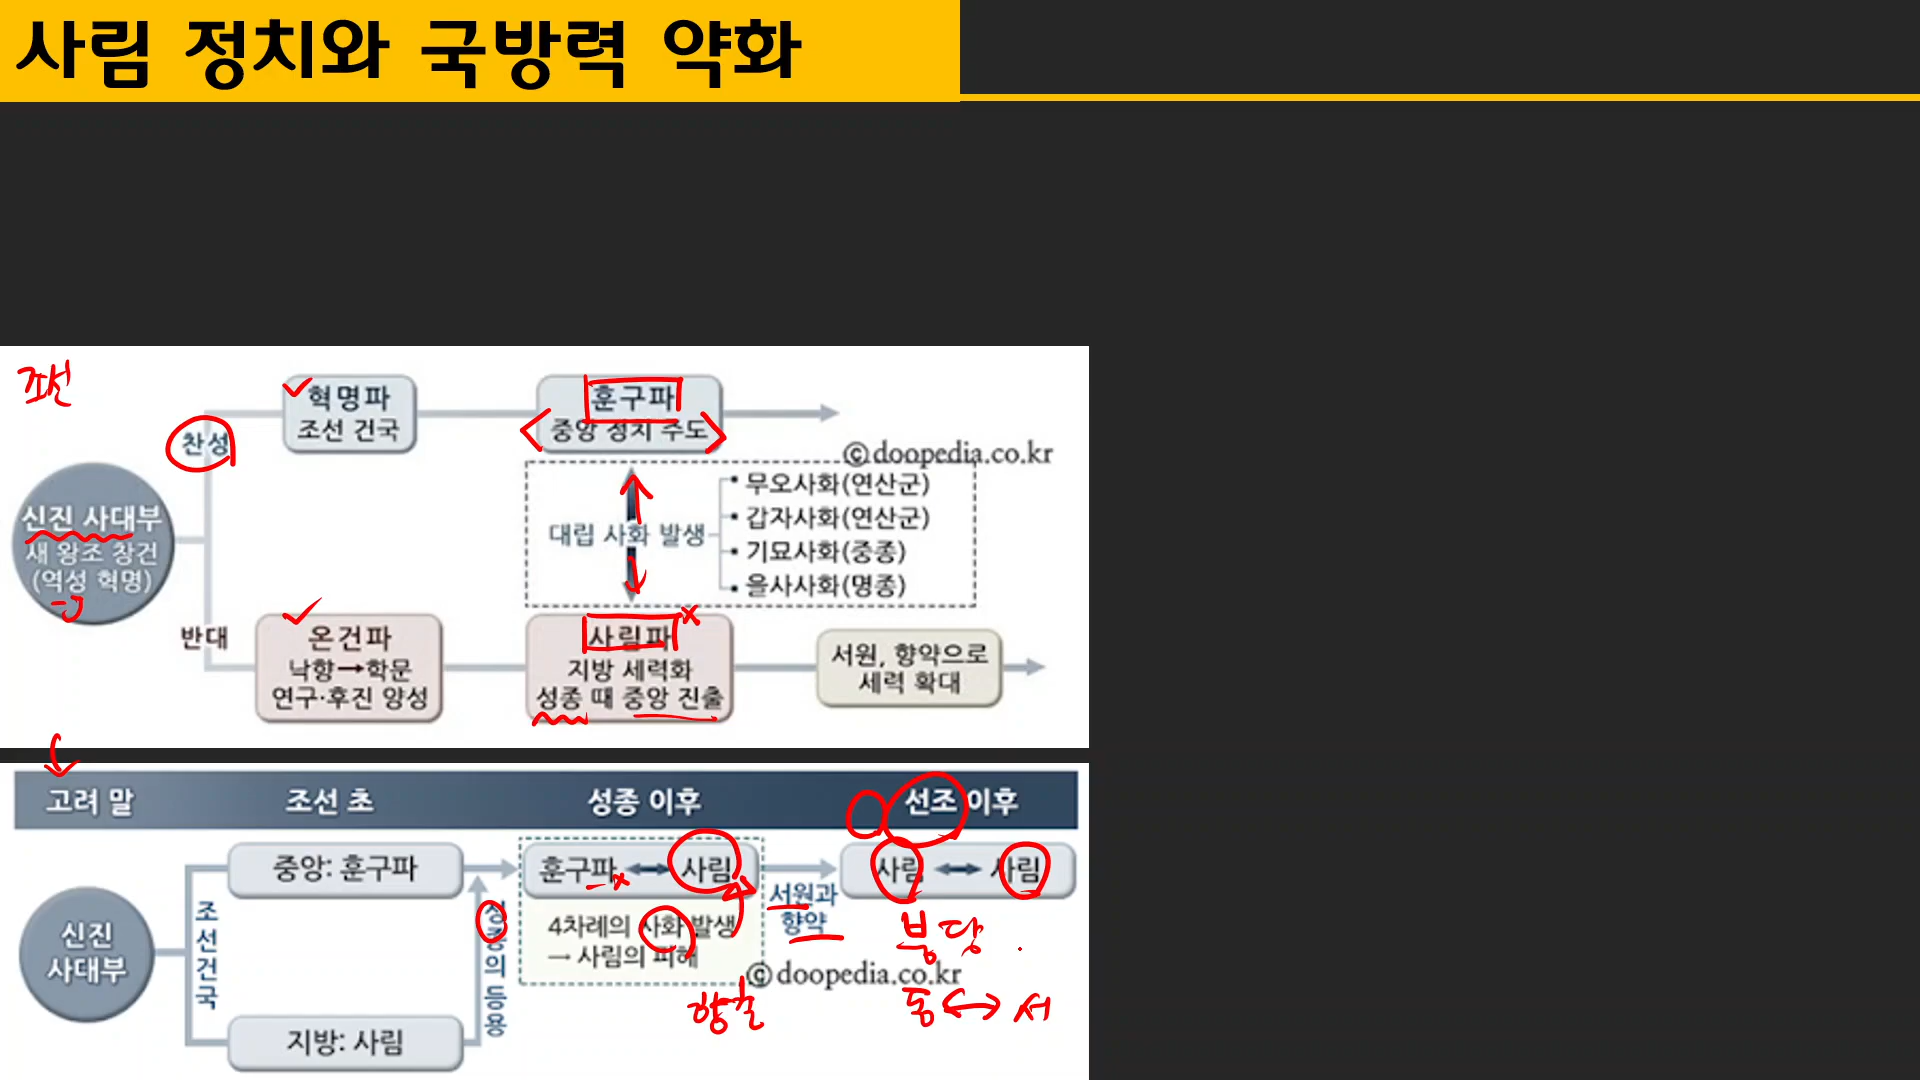 사림 정치와 국방력 약화
조선
찬성
혁명파
조선 건국
훈구파
중앙 정치 주도
ⓒdoopedia.co.kr
신진 사대부
새 왕조 창건
(역성 혁명)
대립 사화 발생
무오사화(연산군)
갑자사화(연산군)
기묘사화(중종)
을사사화(명종)
반대
온건파
낙향→학문
연구·후진 양성
사림파
지방 세력화
성종 때 중앙 진출
서원, 향약으로
세력 확대
고려 말
조선 초
성종 이후
선조 이후
신진
사대부
조선건국
중앙: 훈구파
지방: 사림
성종의 등용
훈구파 ↔ 사림
4차례의 사화 발생
→ 사림의 피해
서원과
향약
사림 ↔ 사림
붕당
ⓒdoopedia.co.kr
동 ↔ 서